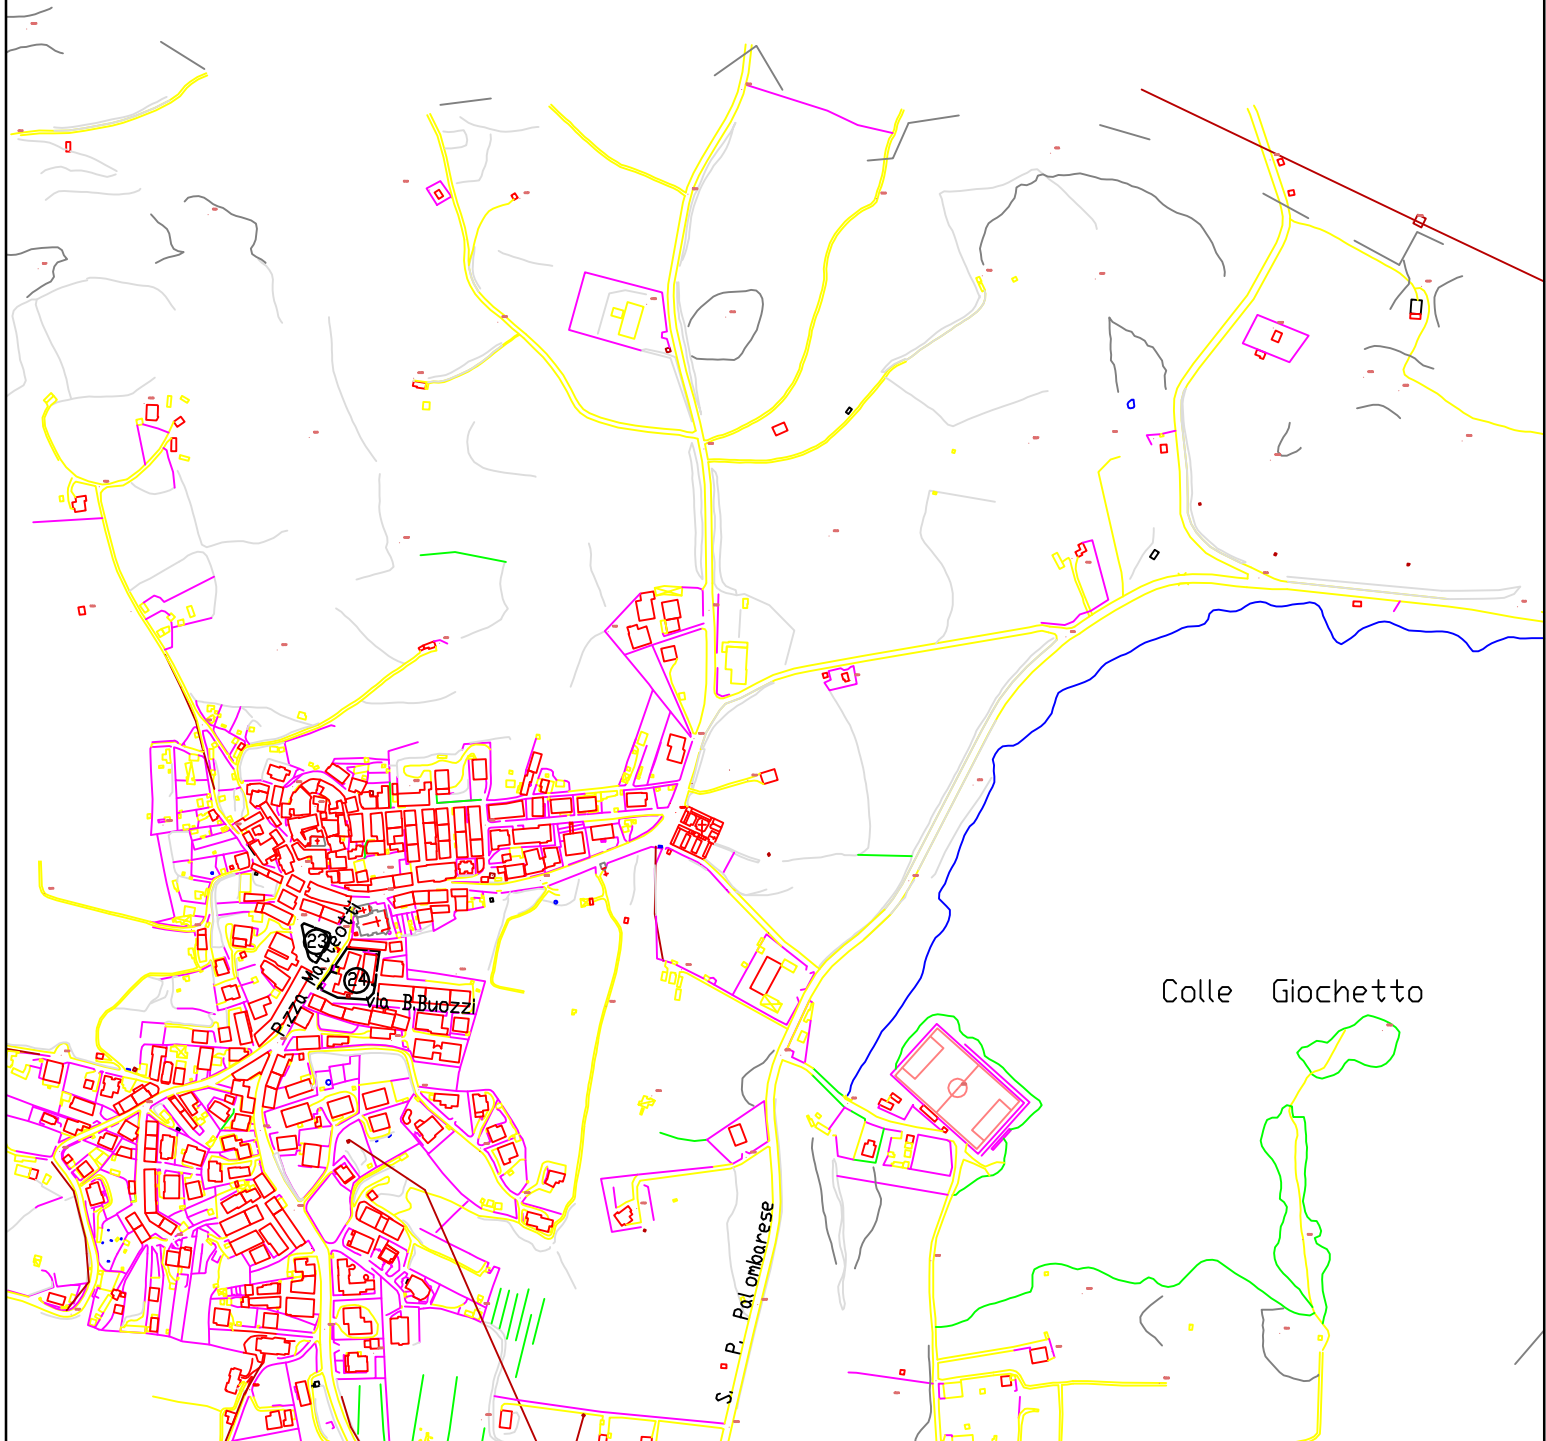 23
P.zza Matteotti
24
via B.Buozzi
Colle Giochetto
S. P. Palombarese